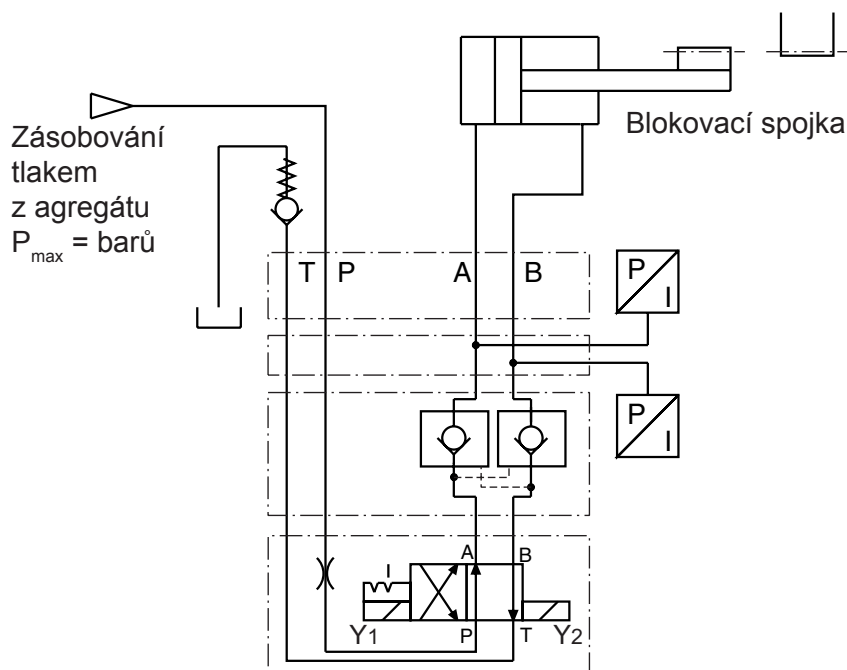 Zásobování
tlakem
z agregátu
Pmax = barů
Blokovací spojka
T P A B
P
I
P
I
A B
I
Y1 P T Y2